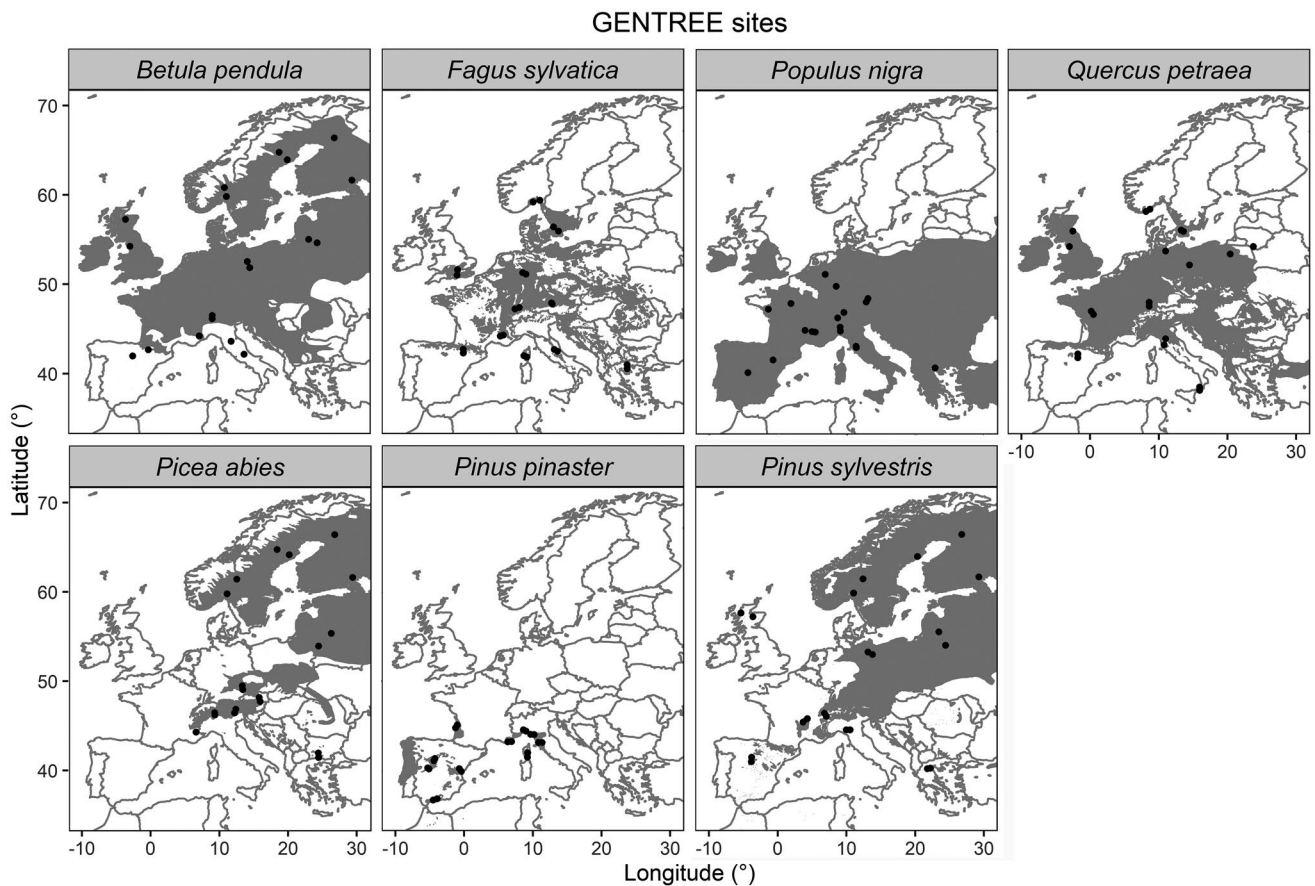 GENTREE sites
Betula pendula
Fagus sylvatica
Populus nigra
Quercus petraea
70
60
50
40
-10 0 10 20 30
Picea abies
Pinus pinaster
Pinus sylvestris
70
60
50
40
-10 0 10 20 30
-10 0 10 20 30
-10 0 10 20 30
Latitude (°)
Longitude (°)